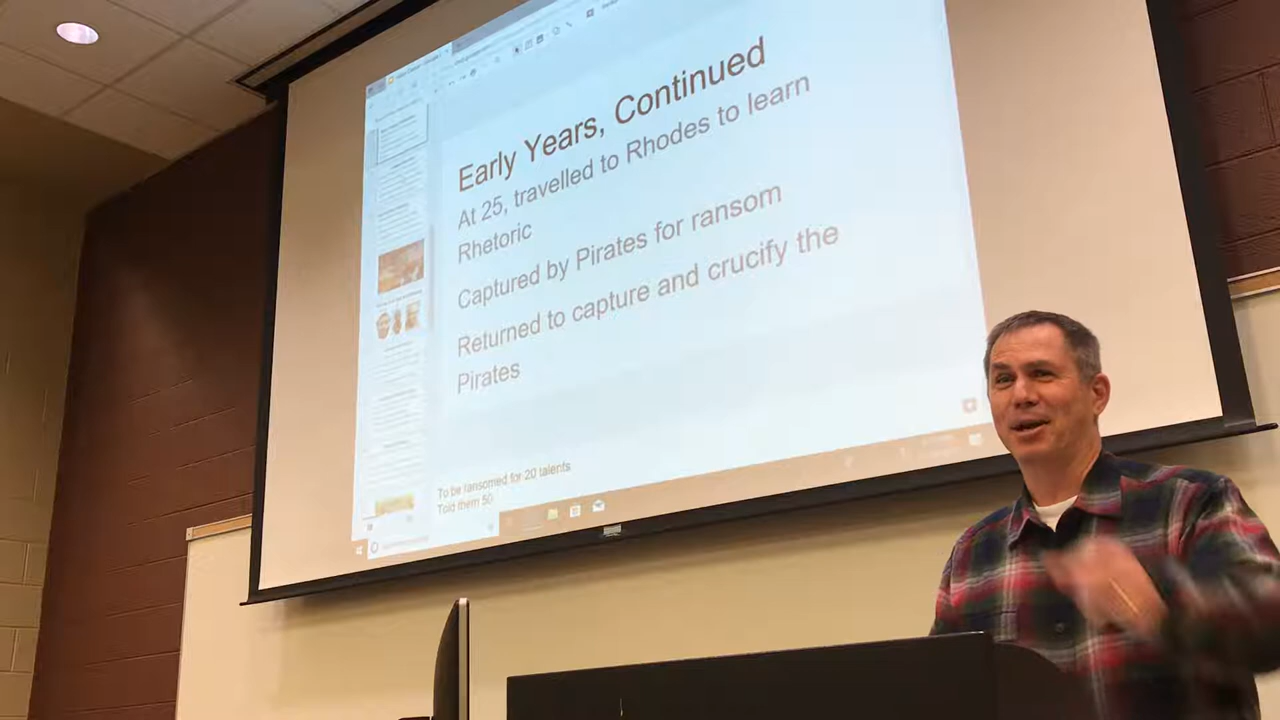 Early Years, Continued
At 25, travelled to Rhodes to learn
Rhetoric
Captured by Pirates for ransom
Returned to capture and crucify the
Pirates
To be ransomed for 20 talents
Told them 50